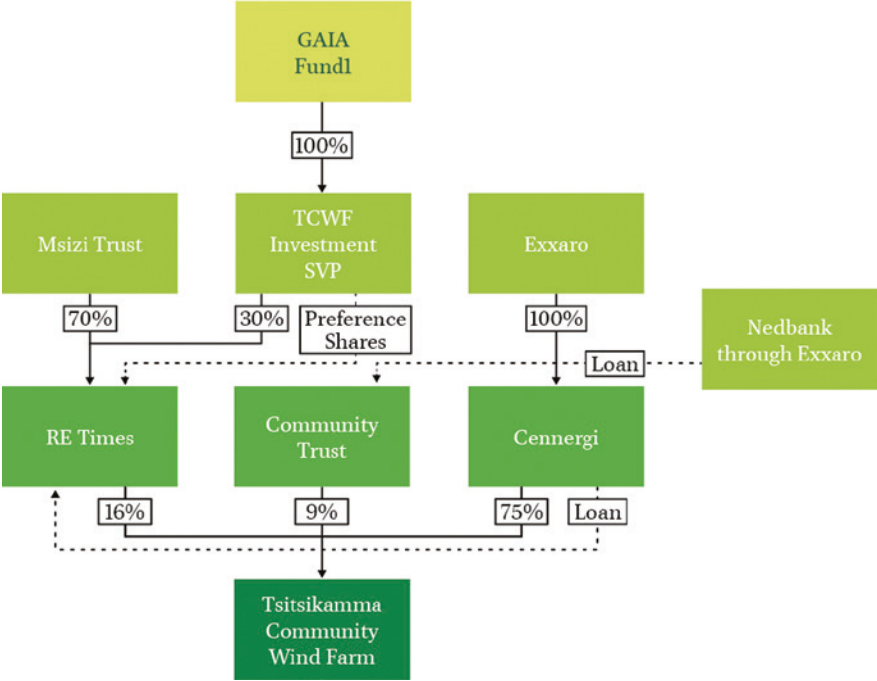 GAIA
Fund1
100%
Msizi Trust
TCWF
Investment
SVP
Exxaro
70%
30%
Preference
Shares
100%
Nedbank
through Exxaro
Loan
RE Times
Community
Trust
Cennergi
16%
9%
75%
Loan
Tsitsikamma
Community
Wind Farm